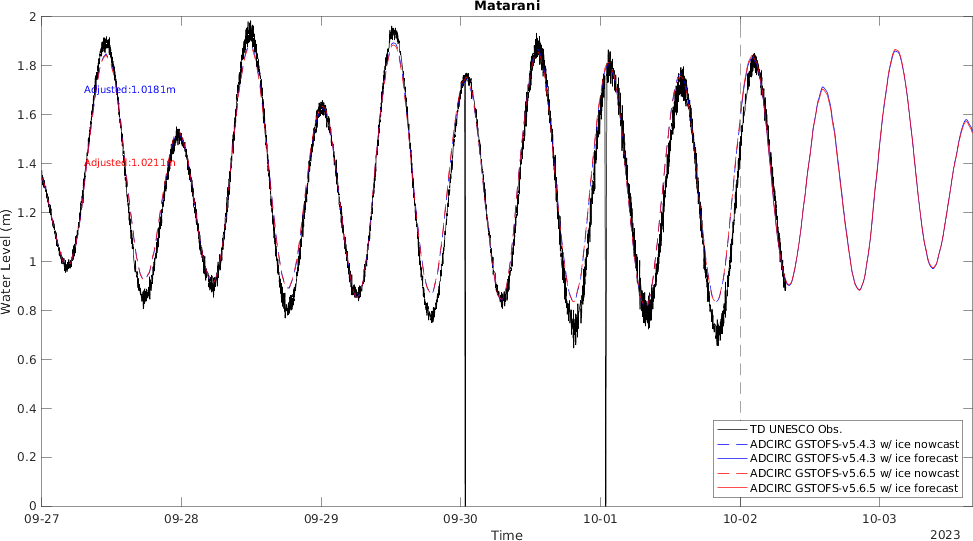 Matarani
2
1.8
1.6
1.4
1.2
1
0.8
0.6
0.4
0.2
0
Water Level (m)
Adjusted:1.0181m
Adjusted:1.0211m
TD UNESCO Obs.
ADCIRC GSTOFS-v5.4.3 w/ ice nowcast
ADCIRC GSTOFS-v5.4.3 w/ ice forecast
ADCIRC GSTOFS-v5.6.5 w/ ice nowcast
ADCIRC GSTOFS-v5.6.5 w/ ice forecast
09-27 09-28 09-29 09-30 10-01 10-02 10-03
Time
2023